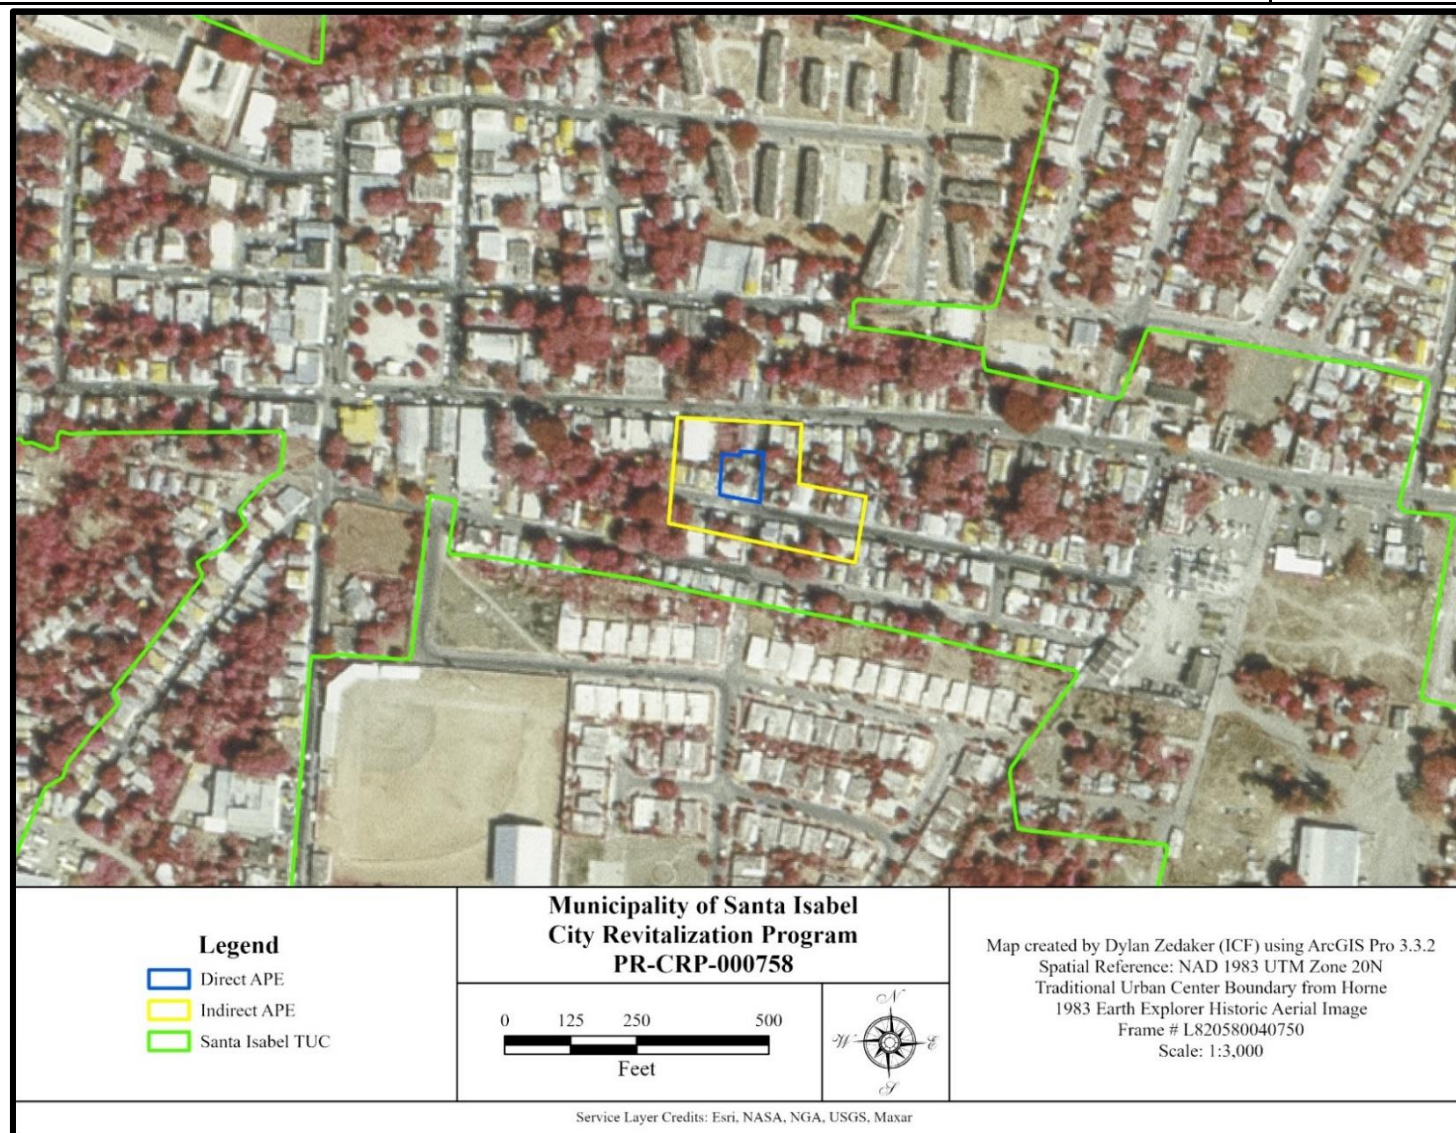 Legend
Direct APE
Indirect APE
Santa Isabel TUC
Municipality of Santa Isabel
City Revitalization Program
PR-CRP-000758
0 125 250 500
Feet
N
W E
S
Map created by Dylan Zedaker (ICF) using ArcGIS Pro 3.3.2
Spatial Reference: NAD 1983 UTM Zone 20N
Traditional Urban Center Boundary from Horne
1983 Earth Explorer Historic Aerial Image
Frame # L820580040750
Scale: 1:3,000
Service Layer Credits: Esri, NASA, NGA, USGS, Maxar